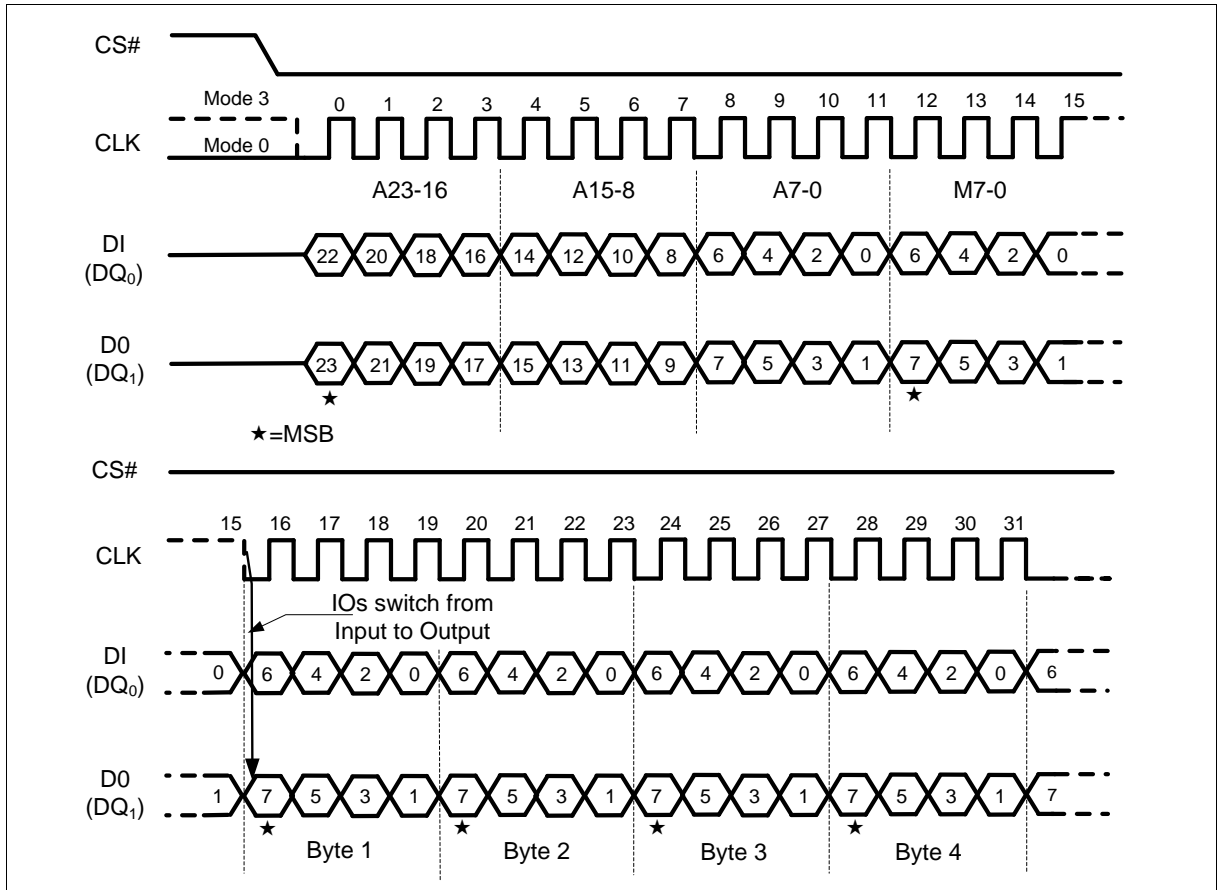 CS#
Mode 3
0 1 2 3 4 5 6 7 8 9 10 11 12 13 14 15
CLK
Mode 0
A23-16 A15-8 A7-0 M7-0
DI
(DQ₀)
22 20 18 16 14 12 10 8 6 4 2 0 6 4 2 0
D0
(DQ₁)
23 21 19 17 15 13 11 9 7 5 3 1 7 5 3 1
★ ★
★=MSB
CS#
15 16 17 18 19 20 21 22 23 24 25 26 27 28 29 30 31
CLK
IOs switch from
Input to Output
DI
(DQ₀)
0 6 4 2 0 6 4 2 0 6 4 2 0 6 4 2 0 6
D0
(DQ₁)
1 7 5 3 1 7 5 3 1 7 5 3 1 7 5 3 1 7
★ ★ ★ ★
Byte 1 Byte 2 Byte 3 Byte 4